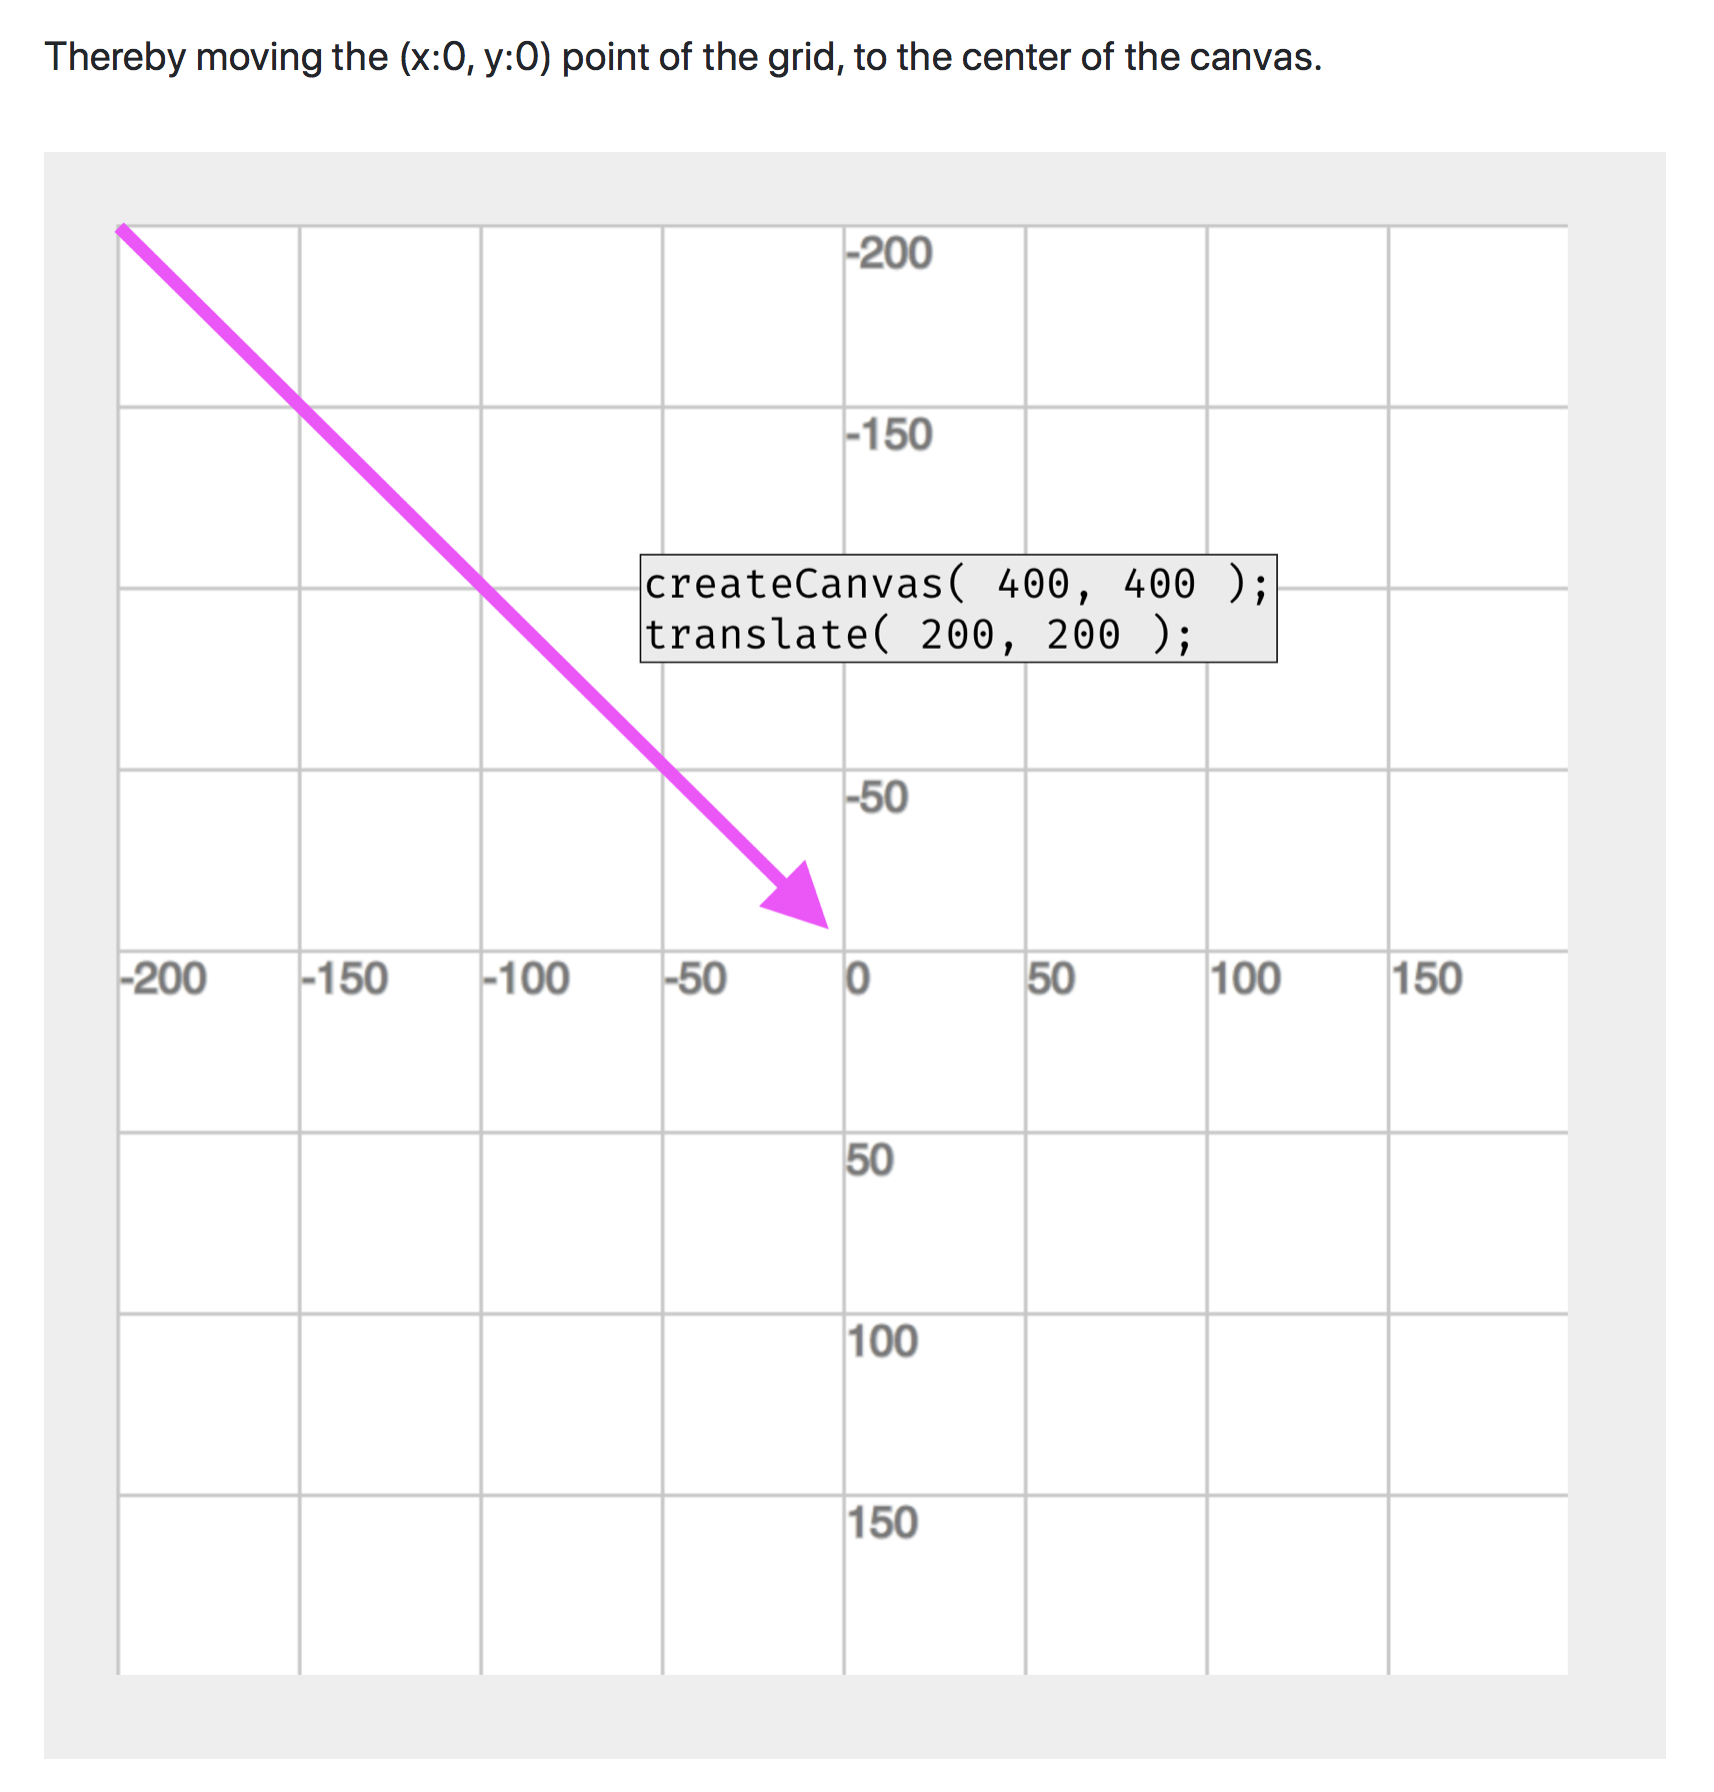 Thereby moving the (x:0, y:0) point of the grid, to the center of the canvas.
-200
-150
createCanvas( 400, 400 );
translate( 200, 200 );
-50
-200 -150 -100 -50 0 50 100 150
50
100
150